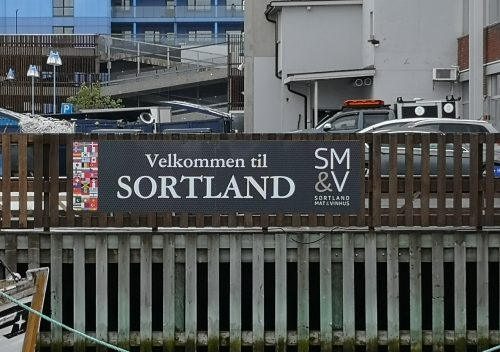 Velkommen til
SORTLAND
SM
&V
SORTLAND
MAT & VINHUS
P